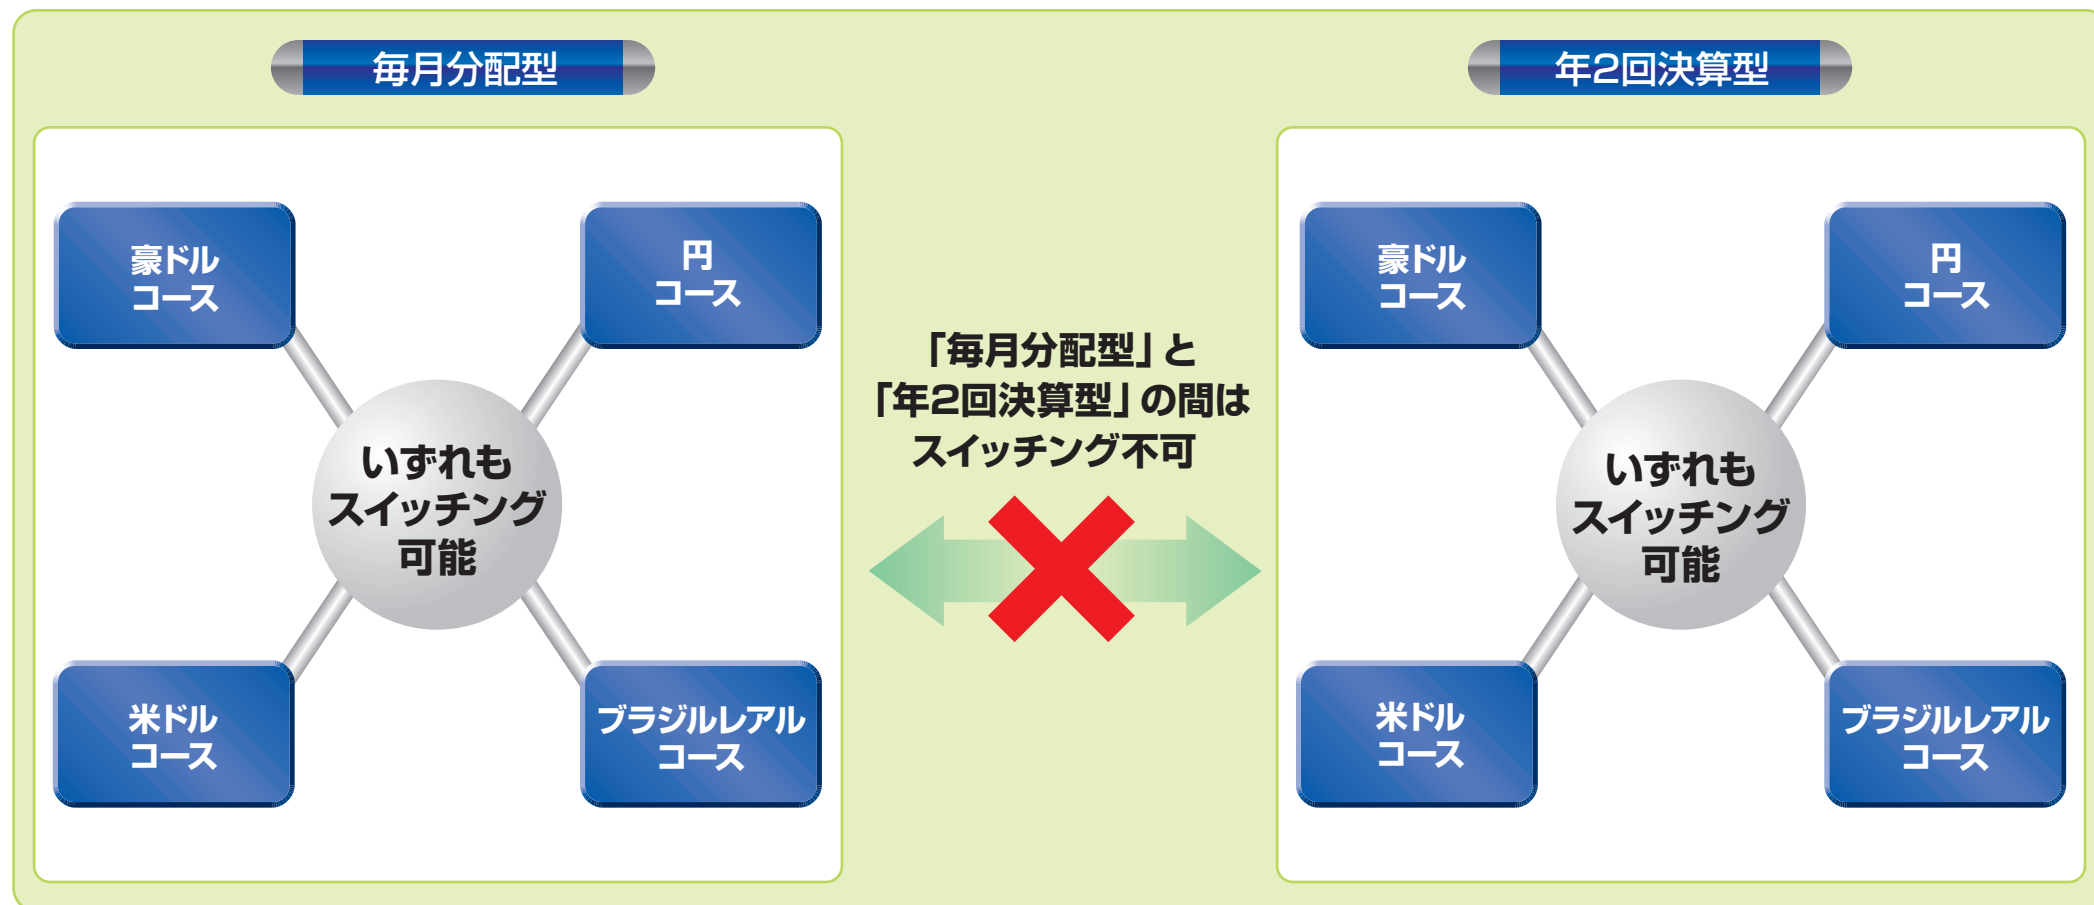 毎月分配型
豪ドル
コース
円
コース
いずれも
スイッチング
可能
米ドル
コース
ブラジルレアル
コース
「毎月分配型」と
「年2回決算型」の間は
スイッチング不可
年2回決算型
豪ドル
コース
円
コース
いずれも
スイッチング
可能
米ドル
コース
ブラジルレアル
コース